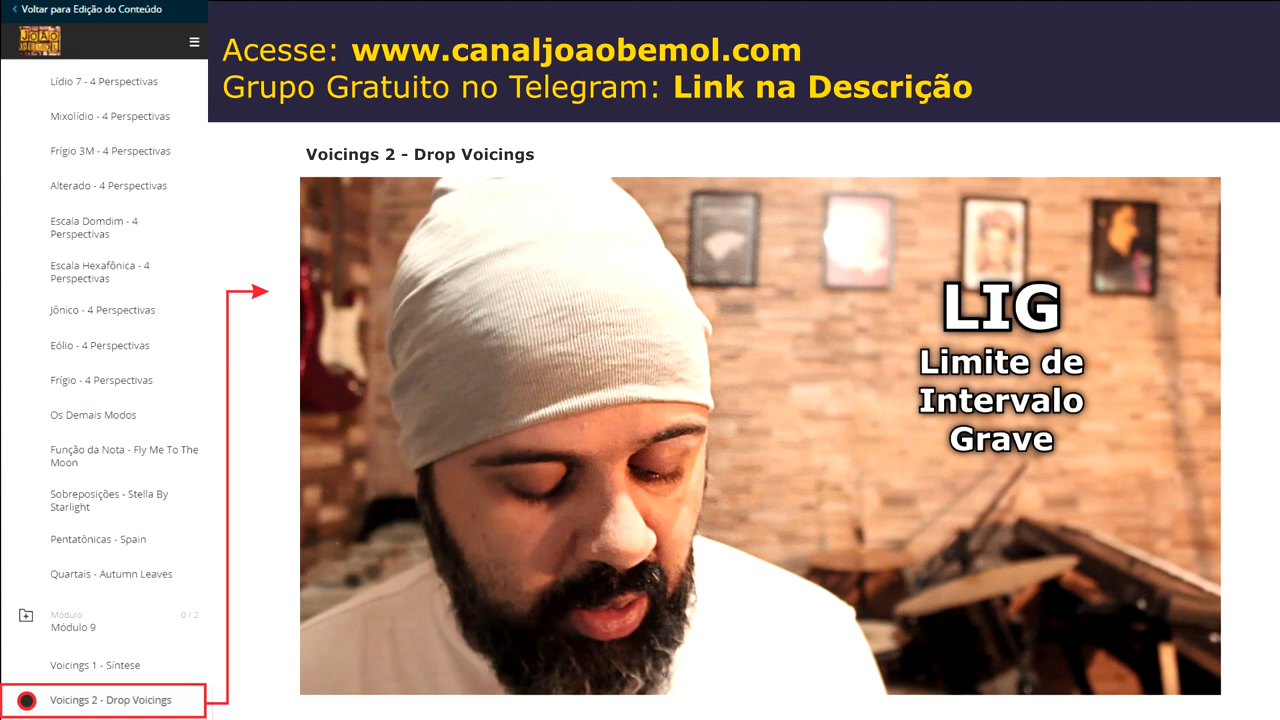 Voltar para Edição do Conteúdo
JOÃO
BEMOL
Lídio 7 - 4 Perspectivas
Mixolídio - 4 Perspectivas
Frígio 3M - 4 Perspectivas
Alterado - 4 Perspectivas
Escala Domdim - 4
Perspectivas
Escala Hexafônica - 4
Perspectivas
Jônico - 4 Perspectivas
Eólio - 4 Perspectivas
Frígio - 4 Perspectivas
Os Demais Modos
Função da Nota - Fly Me To The
Moon
Sobreposições - Stella By
Starlight
Pentatônicas - Spain
Quartais - Autumn Leaves
Módulo 0 / 2
Módulo 9
Voicings 1 - Síntese
Voicings 2 - Drop Voicings
Acesse: www.canaljoaobemol.com
Grupo Gratuito no Telegram: Link na Descrição
Voicings 2 - Drop Voicings
LIG
Limite de
Intervalo
Grave